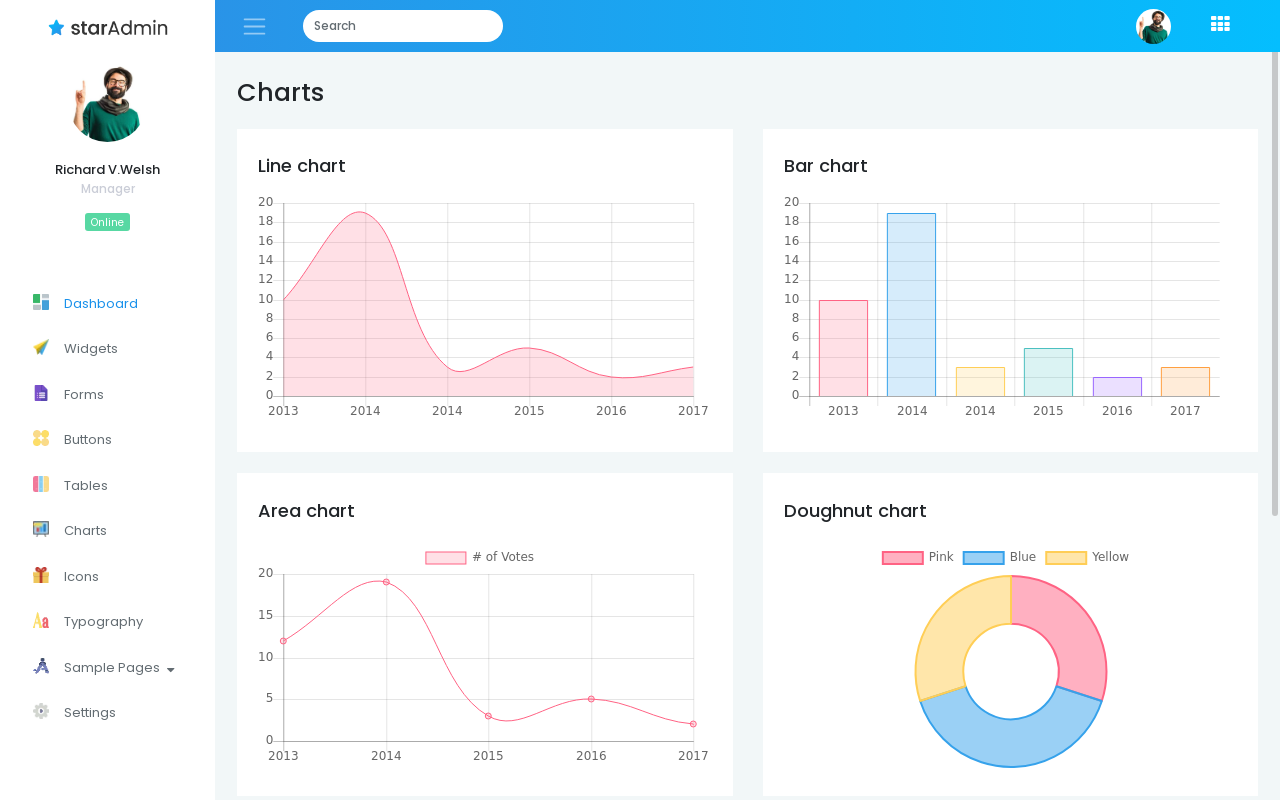 starAdmin
Search
Richard V.Welsh
Manager
Online
Dashboard
Widgets
Forms
Buttons
Tables
Charts
Icons
Typography
Sample Pages
Settings
Charts
Line chart
20
18
16
14
12
10
8
6
4
2
0
2013 2014 2014 2015 2016 2017
Bar chart
20
18
16
14
12
10
8
6
4
2
0
2013 2014 2014 2015 2016 2017
Area chart
# of Votes
20
15
10
5
0
2013 2014 2015 2016 2017
Doughnut chart
Pink Blue Yellow